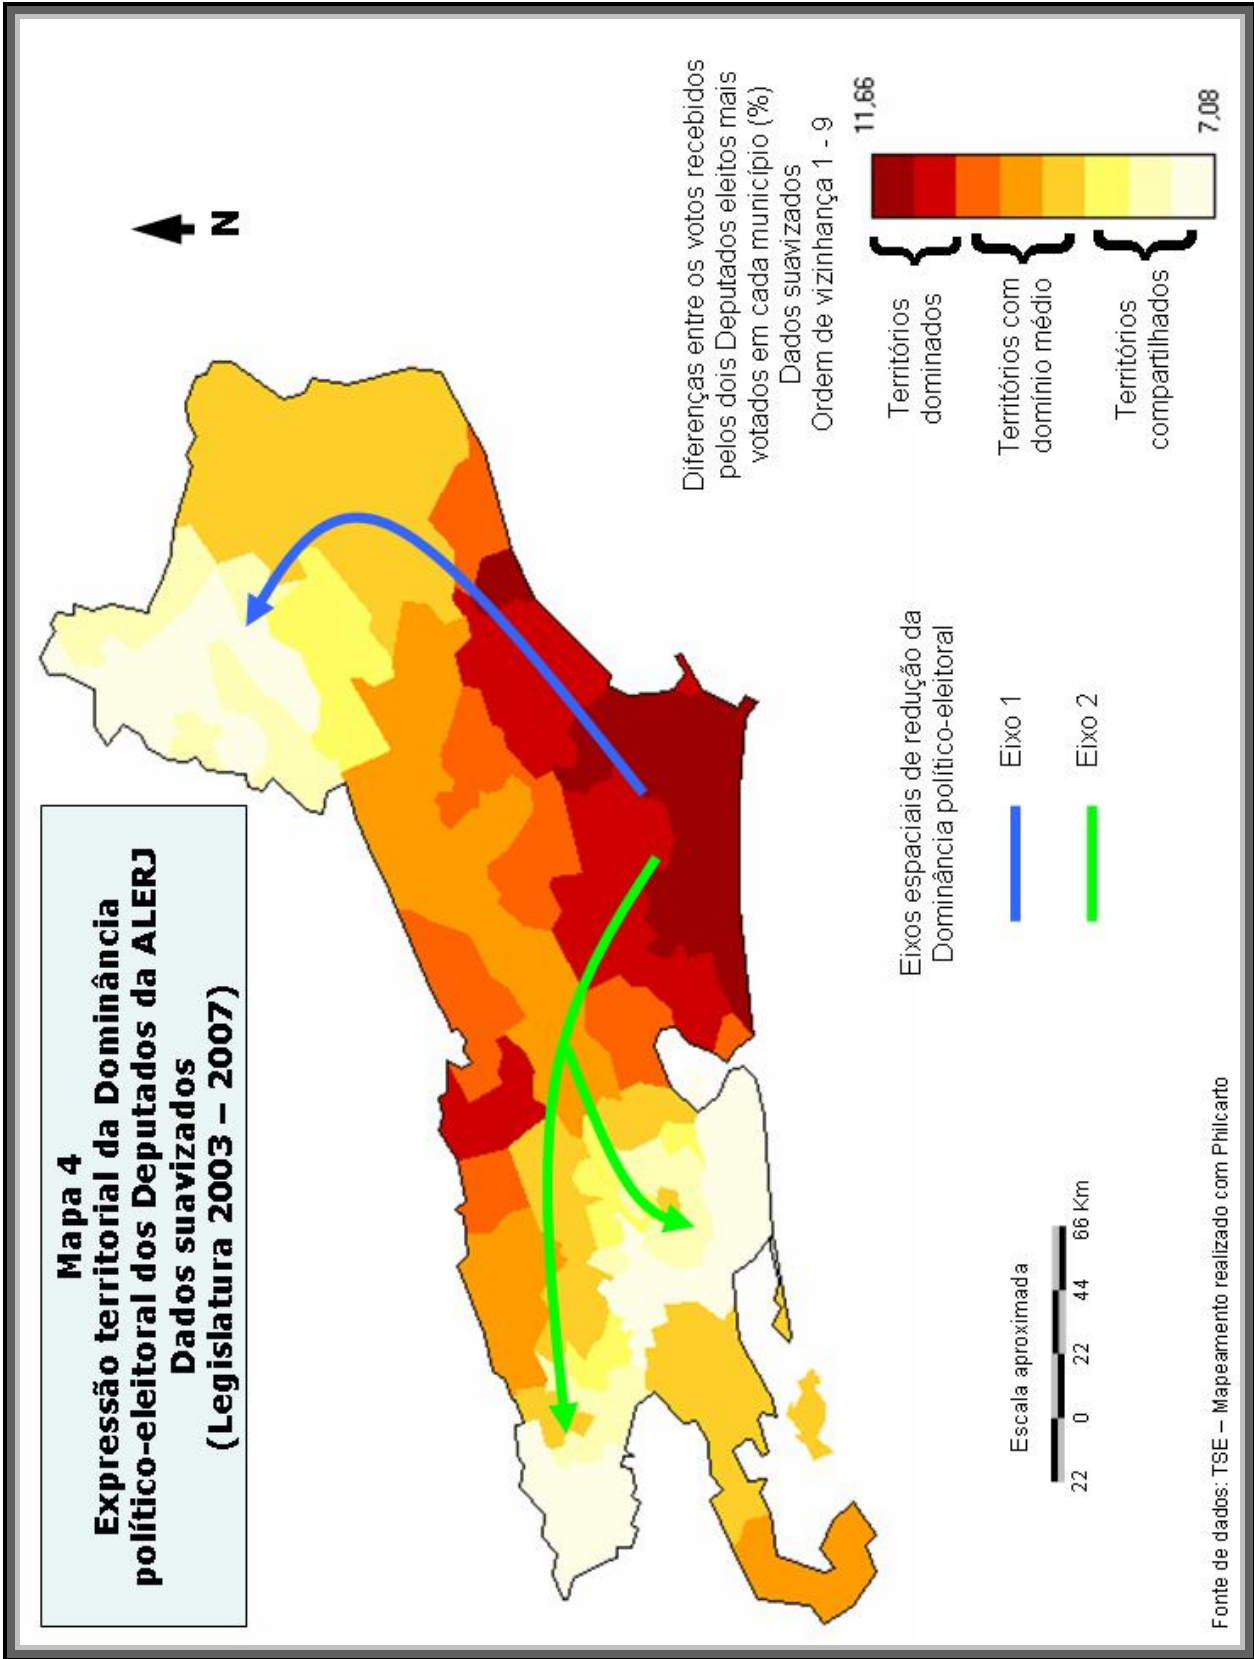 Mapa 4
Expressão territorial da Dominância
político-eleitoral dos Deputados da ALERJ
Dados suavizados
(Legislatura 2003 – 2007)
N
Diferenças entre os votos recebidos
pelos dois Deputados eleitos mais
votados em cada município (%)
Dados suavizados
Ordem de vizinhança 1 - 9
11,66
7,08
Territórios
dominados
Territórios com
domínio médio
Territórios
compartilhados
Eixos espaciais de redução da
Dominância político-eleitoral
Eixo 1
Eixo 2
Escala aproximada
22 0 22 44 66 Km
Fonte de dados: TSE – Mapeamento realizado com Philcarto